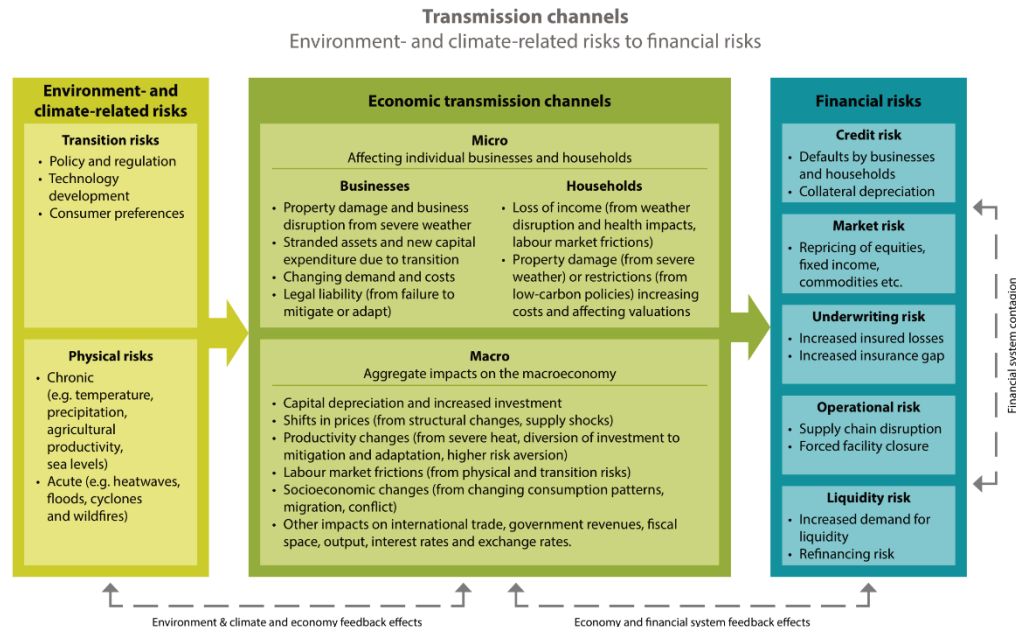 Transmission channels
Environment- and climate-related risks to financial risks
Environment- and
climate-related risks
Transition risks
• Policy and regulation
• Technology
development
• Consumer preferences
Physical risks
• Chronic
(e.g. temperature,
precipitation,
agricultural
productivity,
sea levels)
• Acute (e.g. heatwaves,
floods, cyclones
and wildfires)
Economic transmission channels
Micro
Affecting individual businesses and households
Businesses
• Property damage and business
disruption from severe weather
• Stranded assets and new capital
expenditure due to transition
• Changing demand and costs
• Legal liability (from failure to
mitigate or adapt)
Households
• Loss of income (from weather
disruption and health impacts,
labour market frictions)
• Property damage (from severe
weather) or restrictions (from
low-carbon policies) increasing
costs and affecting valuations
Macro
Aggregate impacts on the macroeconomy
• Capital depreciation and increased investment
• Shifts in prices (from structural changes, supply shocks)
• Productivity changes (from severe heat, diversion of investment to
mitigation and adaptation, higher risk aversion)
• Labour market frictions (from physical and transition risks)
• Socioeconomic changes (from changing consumption patterns,
migration, conflict)
• Other impacts on international trade, government revenues, fiscal
space, output, interest rates and exchange rates.
Financial risks
Credit risk
• Defaults by businesses
and households
• Collateral depreciation
Market risk
• Repricing of equities,
fixed income,
commodities etc.
Underwriting risk
• Increased insured losses
• Increased insurance gap
Operational risk
• Supply chain disruption
• Forced facility closure
Liquidity risk
• Increased demand for
liquidity
• Refinancing risk
Financial system contagion
Environment & climate and economy feedback effects
Economy and financial system feedback effects